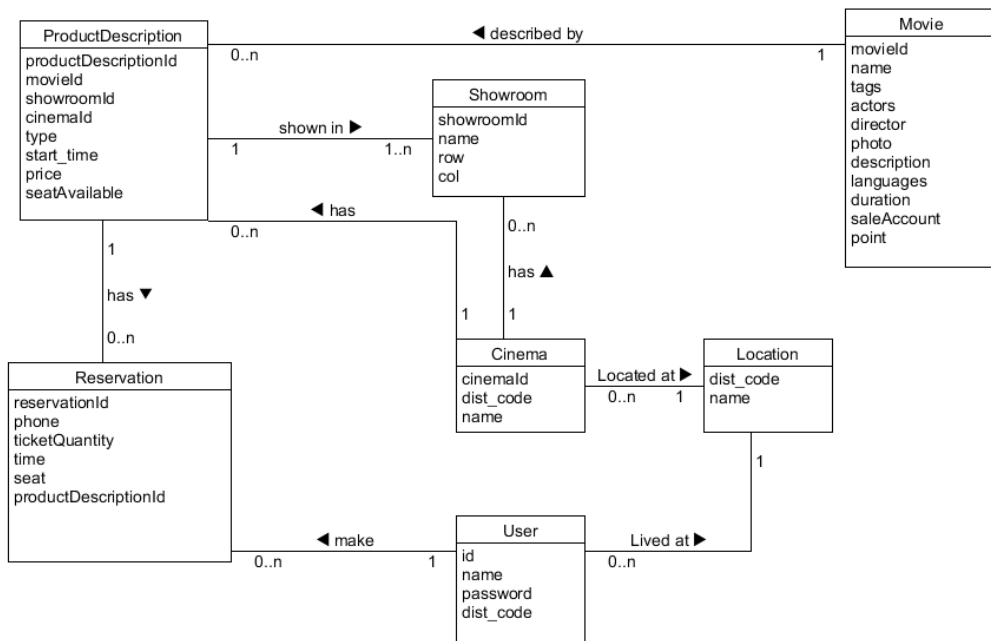 ProductDescription
productDescriptionId
movieId
showroomId
cinemaId
type
start_time
price
seatAvailable
◄ described by
0..n
1
Movie
movieId
name
tags
actors
director
photo
description
languages
duration
saleAccount
point
Showroom
showroomId
name
row
col
shown in ►
1
1..n
◄ has
0..n
1
0..n
has ▲
1
1
has ▼
0..n
Reservation
reservationId
phone
ticketQuantity
time
seat
productDescriptionId
Cinema
cinemaId
dist_code
name
Located at ►
0..n
1
Location
dist_code
name
1
◄ make
0..n
1
User
id
name
password
dist_code
Lived at ►
0..n